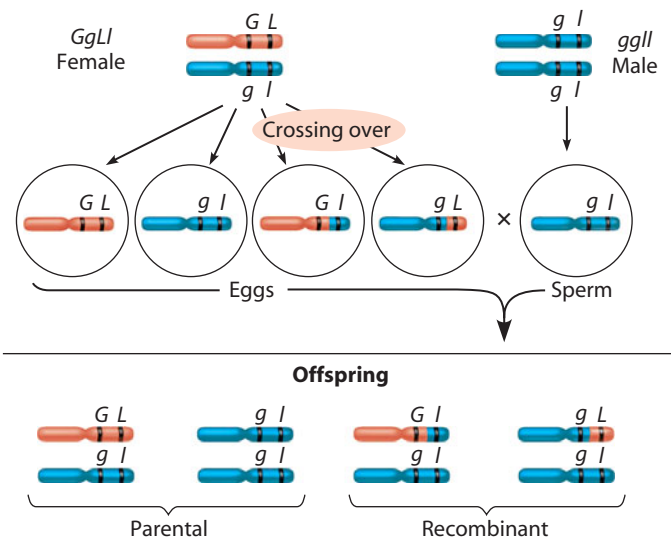 GgLl
Female
G L
g l
g l
ggll
Male
g l
Crossing over
G L
g l
G l
g L
×
g l
Eggs
Sperm
Offspring
G L
g l
G l
g L
g l
g l
g l
g l
Parental
Recombinant